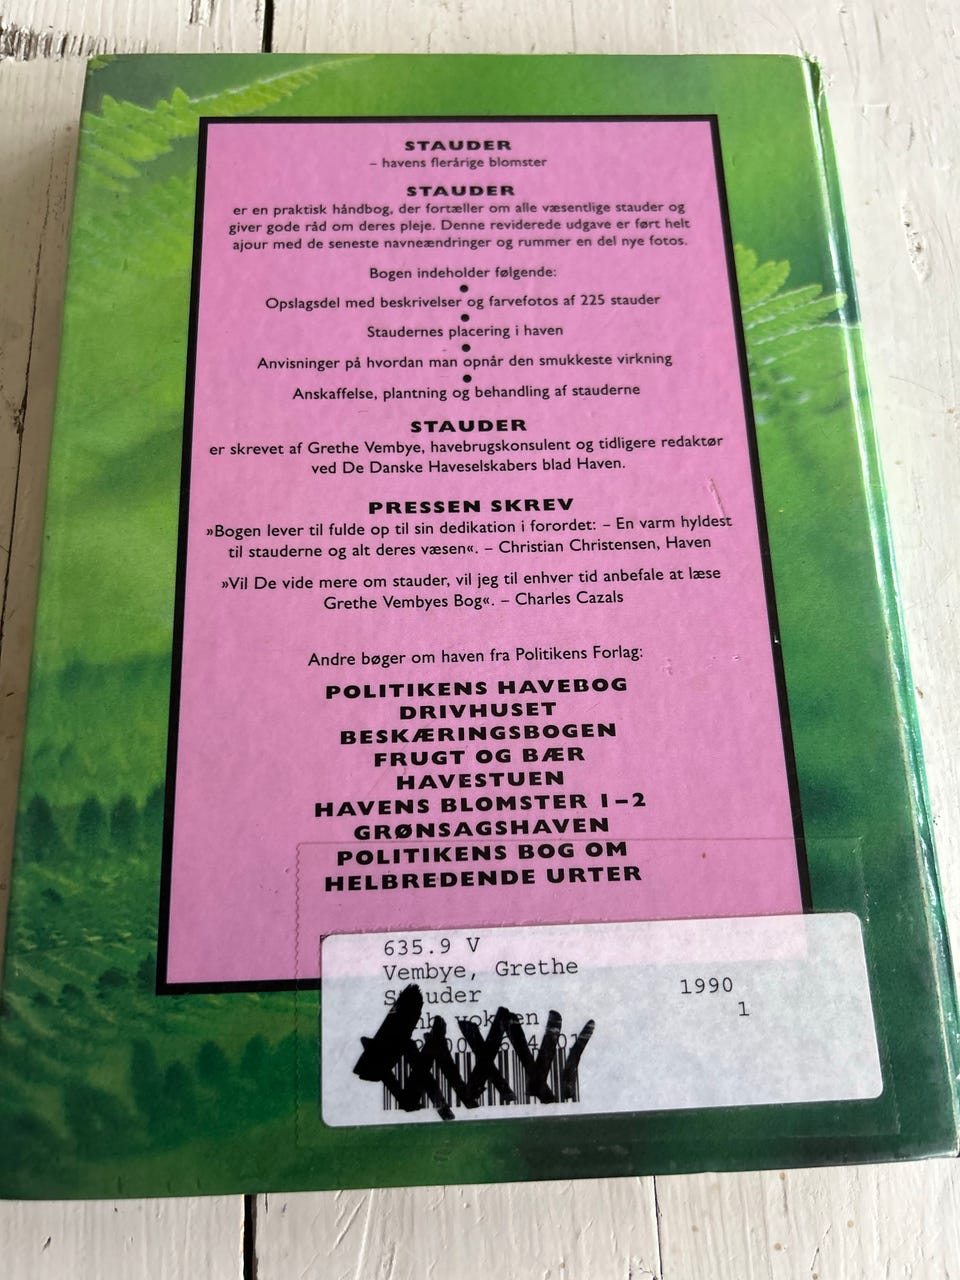 STAUDER
– havens flerårige blomster
STAUDER
er en praktisk håndbog, der fortæller om alle væsentlige stauder og
giver gode råd om deres pleje. Denne reviderede udgave er ført helt
ajour med de seneste navneændringer og rummer en del nye fotos.
Bogen indeholder følgende:
•
Opslagsdel med beskrivelser og farvefotos af 225 stauder
•
Staudernes placering i haven
•
Anvisninger på hvordan man opnår den smukkeste virkning
•
Anskaffelse, plantning og behandling af stauderne
STAUDER
er skrevet af Grethe Vembye, havebrugskonsulent og tidligere redaktør
ved De Danske Haveselskabers blad Haven.
PRESSEN SKREV
»Bogen lever til fulde op til sin dedikation i forordet: – En varm hyldest
til stauderne og alt deres væsen«. – Christian Christensen, Haven
»Vil De vide mere om stauder, vil jeg til enhver tid anbefale at læse
Grethe Vembyes Bog«. – Charles Cazals
Andre bøger om haven fra Politikens Forlag:
POLITIKENS HAVEBOG
DRIVHUSET
BESKÆRINGSBOGEN
FRUGT OG BÆR
HAVESTUEN
HAVENS BLOMSTER 1–2
GRØNSAGSHAVEN
POLITIKENS BOG OM
HELBREDENDE URTER
635.9 V
Vembye, Grethe
Stauder 1990
1